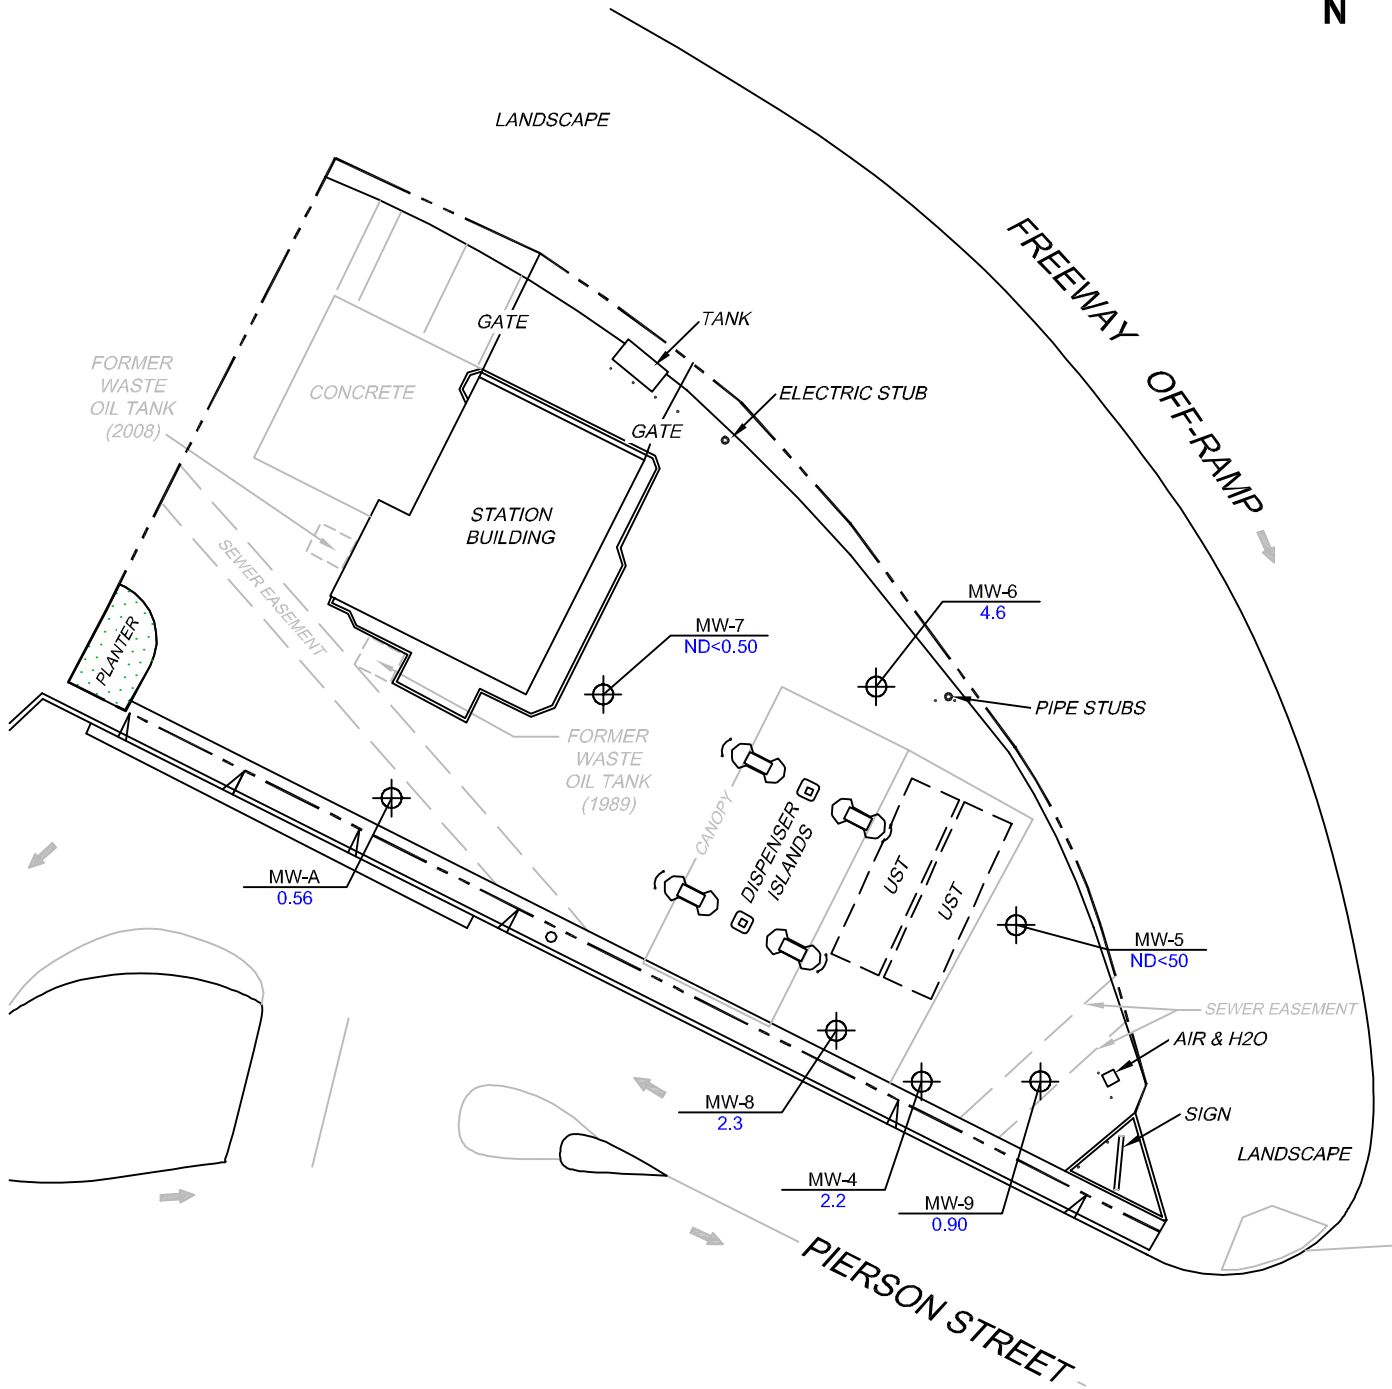 N
LANDSCAPE
FREEWAY OFF-RAMP
GATE
TANK
FORMER
WASTE
OIL TANK
(2008)
CONCRETE
ELECTRIC STUB
GATE
STATION
BUILDING
SEWER EASEMENT
PLANTER
MW-6
4.6
MW-7
ND<0.50
PIPE STUBS
FORMER
WASTE
OIL TANK
(1989)
CANOPY
DISPENSER
ISLANDS
UST
UST
MW-A
0.56
MW-5
ND<50
SEWER EASEMENT
AIR & H2O
MW-8
2.3
SIGN
LANDSCAPE
MW-4
2.2
MW-9
0.90
PIERSON STREET